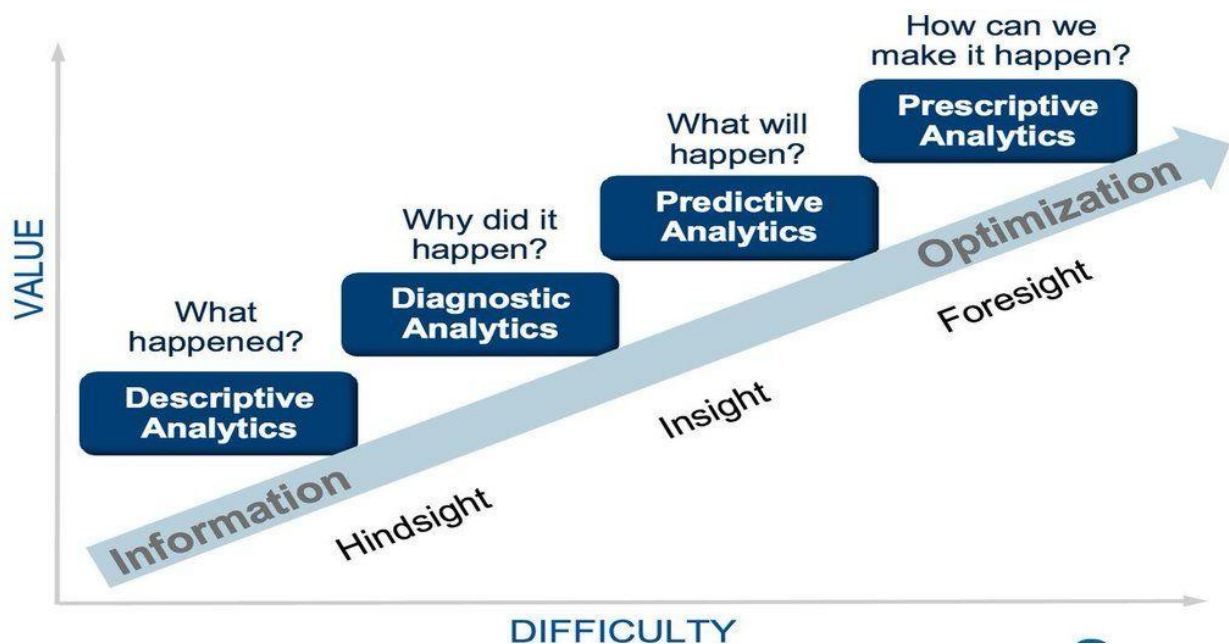 How can we
make it happen?
Prescriptive
Analytics
What will
happen?
Predictive
Analytics
Why did it
happen?
Diagnostic
Analytics
What
happened?
Descriptive
Analytics
VALUE
Information
Optimization
Hindsight
Insight
Foresight
DIFFICULTY